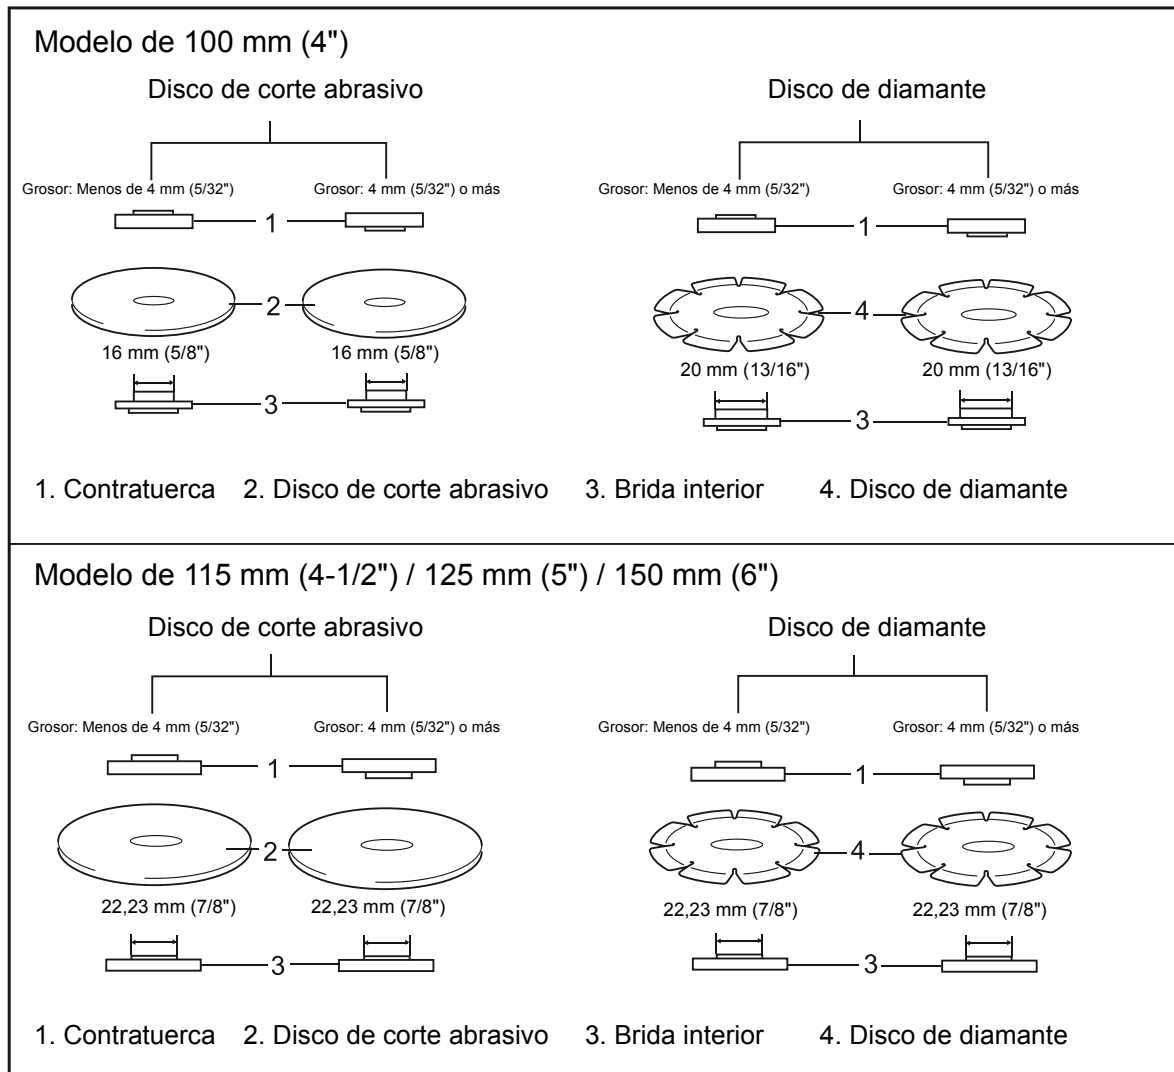 Modelo de 100 mm (4")
Disco de corte abrasivo
Disco de diamante
Grosor: Menos de 4 mm (5/32")
Grosor: 4 mm (5/32") o más
Grosor: Menos de 4 mm (5/32")
Grosor: 4 mm (5/32") o más
1
1
2
4
16 mm (5/8")
16 mm (5/8")
20 mm (13/16")
20 mm (13/16")
3
3
1. Contratuerca 2. Disco de corte abrasivo 3. Brida interior 4. Disco de diamante
Modelo de 115 mm (4-1/2") / 125 mm (5") / 150 mm (6")
Disco de corte abrasivo
Disco de diamante
Grosor: Menos de 4 mm (5/32")
Grosor: 4 mm (5/32") o más
Grosor: Menos de 4 mm (5/32")
Grosor: 4 mm (5/32") o más
1
1
2
4
22,23 mm (7/8")
22,23 mm (7/8")
22,23 mm (7/8")
22,23 mm (7/8")
3
3
1. Contratuerca 2. Disco de corte abrasivo 3. Brida interior 4. Disco de diamante